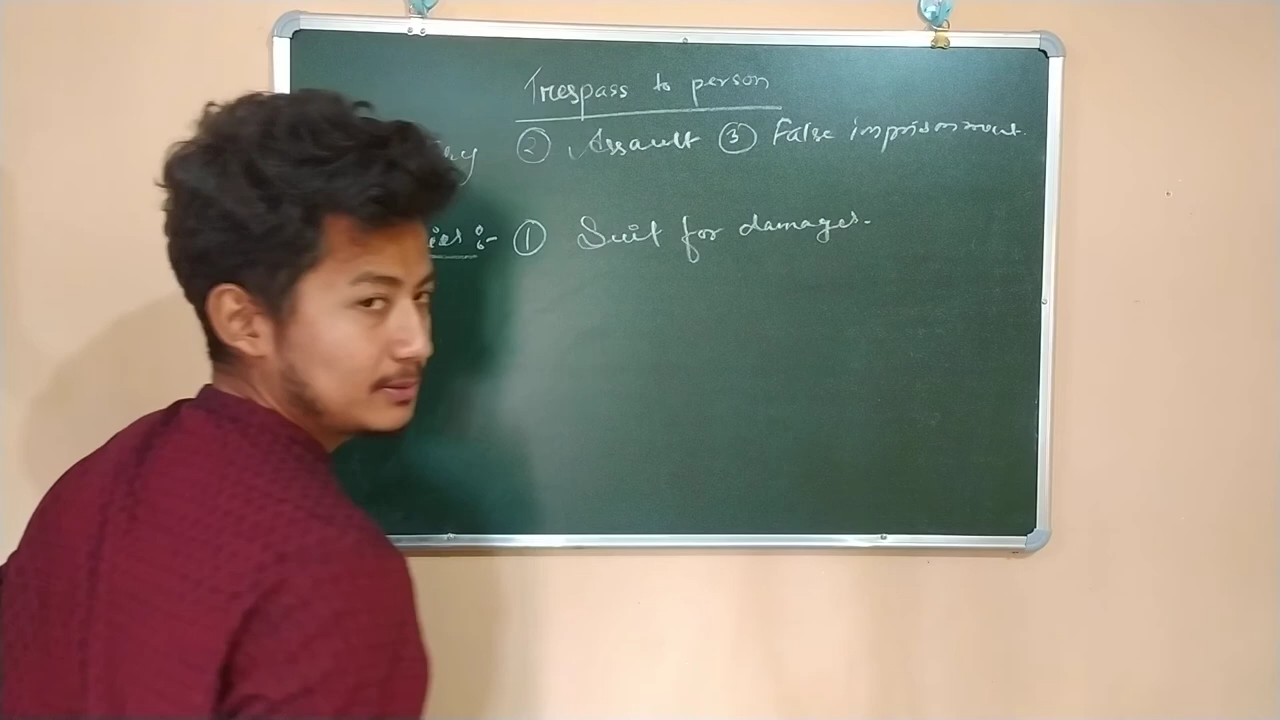 Trespass to person
② Assault ③ False imprisonment.
① Suit for damages.